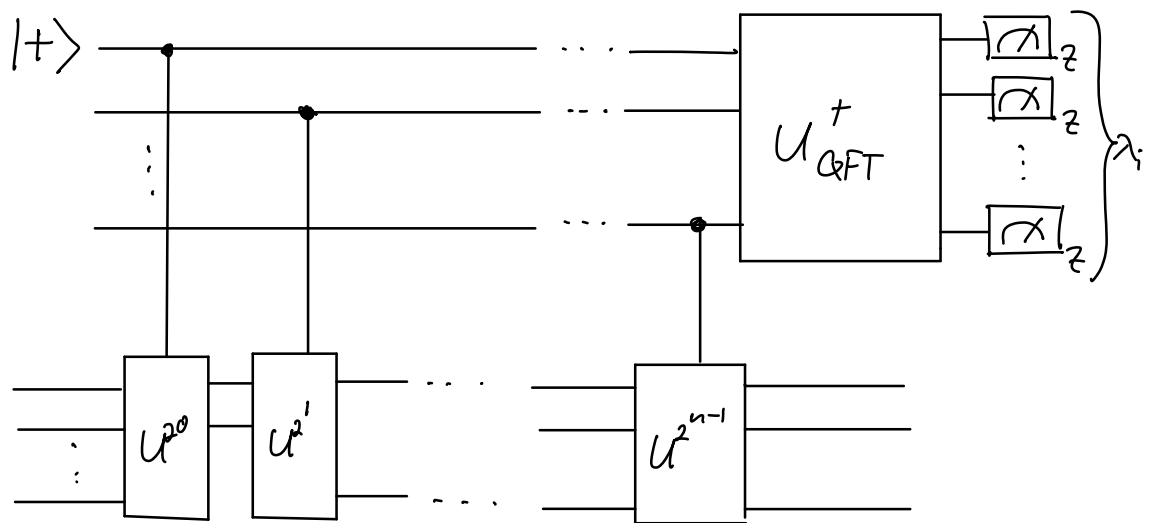 |+⟩
. . .
U†QFT
z
z
z
λi
U^2^0
U^2^1
U^2^n-1